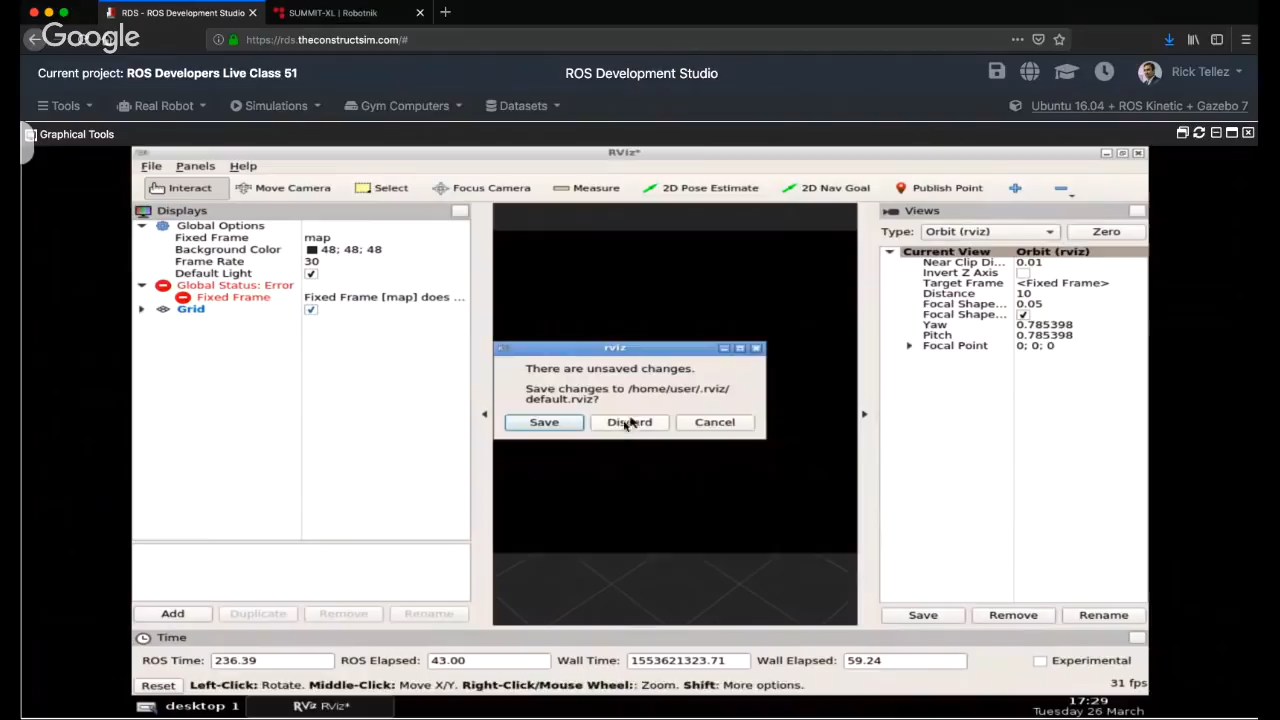 RDS - ROS Development Studio
SUMMIT-XL | Robotnik
Google
https://rds.theconstructsim.com/#
Current project: ROS Developers Live Class 51
ROS Development Studio
Rick Tellez
Tools
Real Robot
Simulations
Gym Computers
Datasets
Ubuntu 16.04 + ROS Kinetic + Gazebo 7
Graphical Tools
RViz*
File Panels Help
Interact Move Camera Select Focus Camera Measure 2D Pose Estimate 2D Nav Goal Publish Point
Displays
Global Options
Fixed Frame map
Background Color 48; 48; 48
Frame Rate 30
Default Light
Global Status: Error
Fixed Frame Fixed Frame [map] does ...
Grid
Add Duplicate Remove Rename
rviz
There are unsaved changes.
Save changes to /home/user/.rviz/
default.rviz?
Save Discard Cancel
Views
Type: Orbit (rviz) Zero
Current View Orbit (rviz)
Near Clip Di... 0.01
Invert Z Axis
Target Frame <Fixed Frame>
Distance 10
Focal Shape... 0.05
Focal Shape...
Yaw 0.785398
Pitch 0.785398
Focal Point 0; 0; 0
Save Remove Rename
Time
ROS Time: 236.39 ROS Elapsed: 43.00 Wall Time: 1553621323.71 Wall Elapsed: 59.24 Experimental
Reset Left-Click: Rotate. Middle-Click: Move X/Y. Right-Click/Mouse Wheel:: Zoom. Shift: More options. 31 fps
desktop 1 RViz RViz*
17:29
Tuesday 26 March